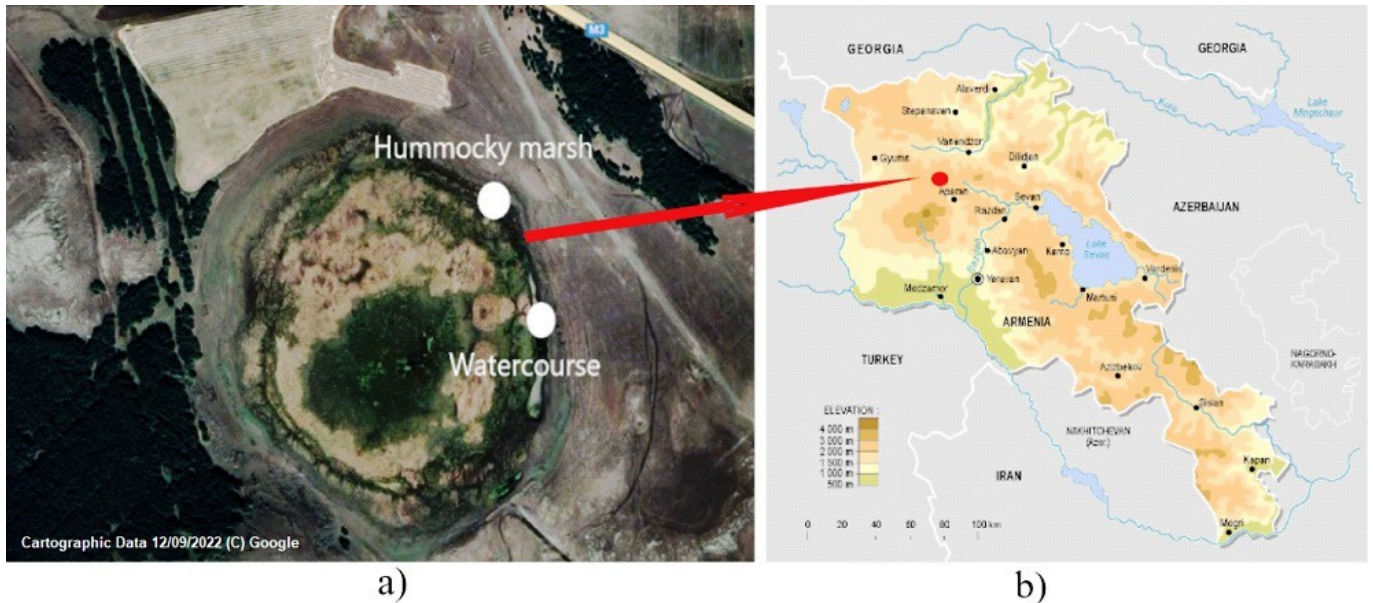 M3
Hummocky marsh
Watercourse
Cartographic Data 12/09/2022 (C) Google
a)
GEORGIA
GEORGIA
Alaverdi
Stepanavan
Kura
Lake
Mingechaur
Vanendzor
Gyumri
Dilidjan
Aparan
Sevan
Razdan
AZERBAIJAN
Abovyan
Kamo
Lake
Sevan
Vardenis
Yerevan
Medzamor
Martuni
ARMENIA
TURKEY
NAGORNO-
KARABAKH
Azizbekov
ELEVATION :
4 000 m
3 000 m
2 000 m
1 500 m
1 000 m
500 m
Sisian
NAKHITCHEVAN
(Azer.)
Kapan
IRAN
Megri
0 20 40 60 80 100 km
b)